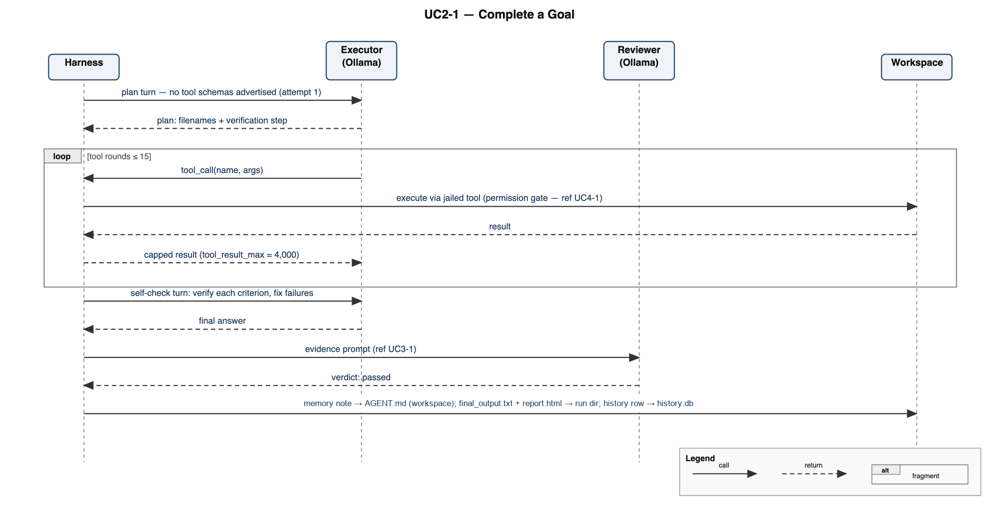 UC2-1 — Complete a Goal
Harness
Executor
(Ollama)
Reviewer
(Ollama)
Workspace
plan turn — no tool schemas advertised (attempt 1)
plan: filenames + verification step
loop
[tool rounds ≤ 15]
tool_call(name, args)
execute via jailed tool (permission gate — ref UC4-1)
result
capped result (tool_result_max = 4,000)
self-check turn: verify each criterion, fix failures
final answer
evidence prompt (ref UC3-1)
verdict: passed
memory note → AGENT.md (workspace); final_output.txt + report.html → run dir; history row → history.db
Legend
call
return
alt
fragment